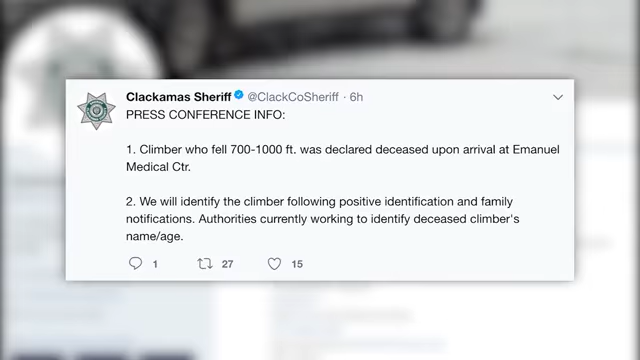 Clackamas Sheriff @ClackCoSheriff · 6h
PRESS CONFERENCE INFO:
1. Climber who fell 700-1000 ft. was declared deceased upon arrival at Emanuel
Medical Ctr.
2. We will identify the climber following positive identification and family
notifications. Authorities currently working to identify deceased climber's
name/age.
1 27 15